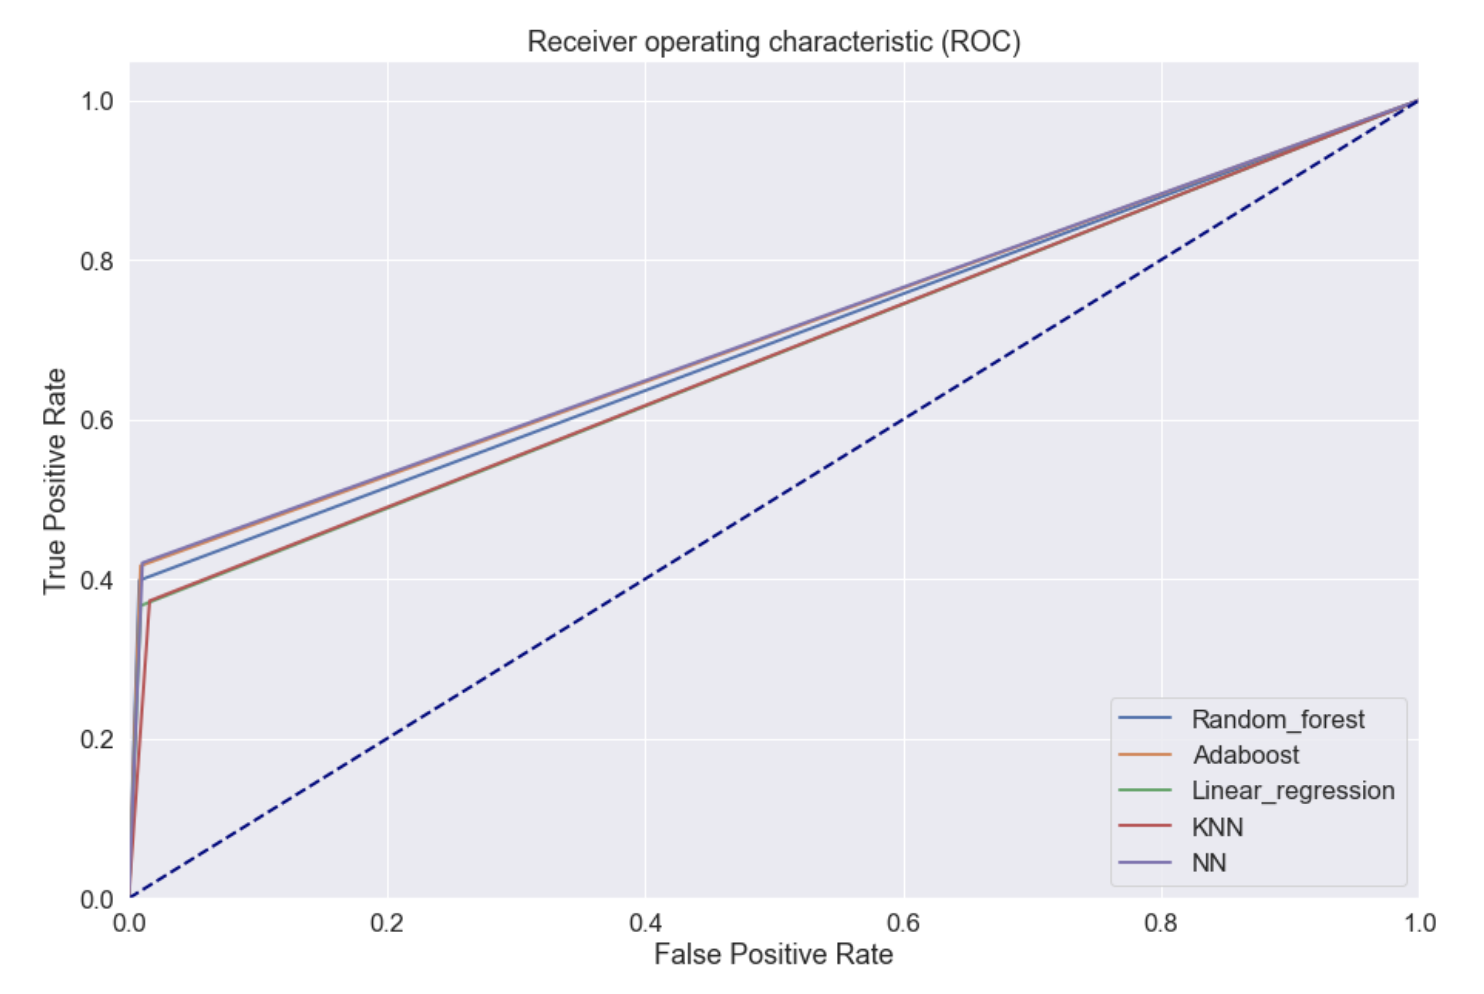 Receiver operating characteristic (ROC)
True Positive Rate
1.0
0.8
0.6
0.4
0.2
0.0
0.0 0.2 0.4 0.6 0.8 1.0
False Positive Rate
Random_forest
Adaboost
Linear_regression
KNN
NN